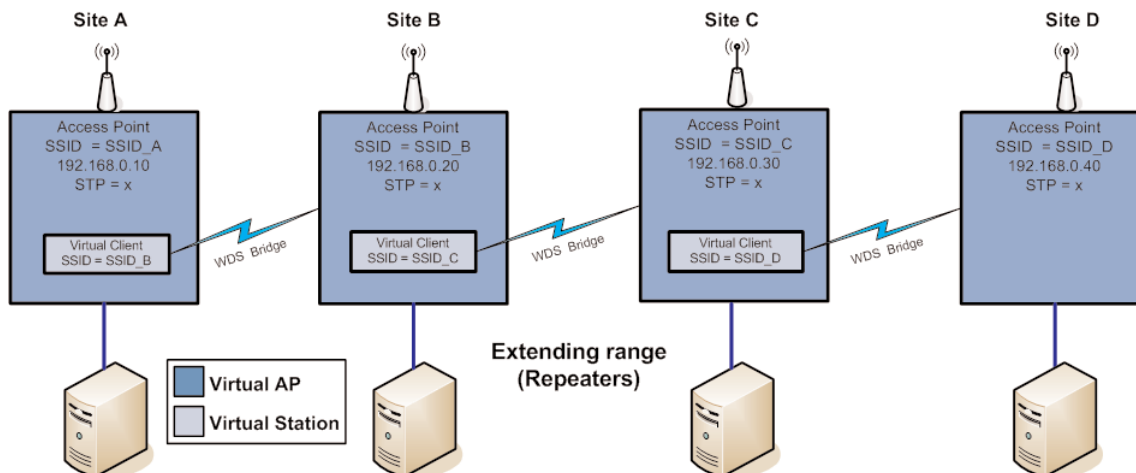 Site A
Site B
Site C
Site D
Access Point
SSID = SSID_A
192.168.0.10
STP = x
Access Point
SSID = SSID_B
192.168.0.20
STP = x
Access Point
SSID = SSID_C
192.168.0.30
STP = x
Access Point
SSID = SSID_D
192.168.0.40
STP = x
Virtual Client
SSID = SSID_B
WDS Bridge
Virtual Client
SSID = SSID_C
WDS Bridge
Virtual Client
SSID = SSID_D
WDS Bridge
Extending range
(Repeaters)
Virtual AP
Virtual Station